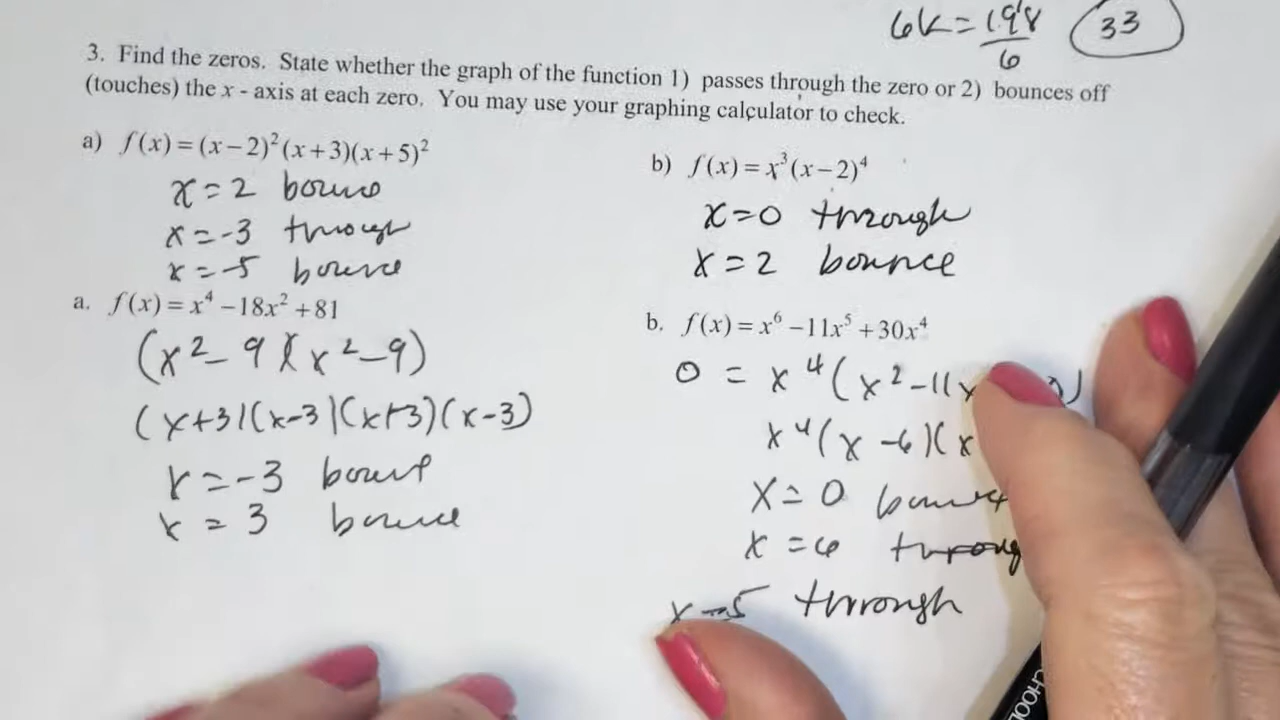 6k = 198 33
6
3. Find the zeros. State whether the graph of the function 1) passes through the zero or 2) bounces off
(touches) the x - axis at each zero. You may use your graphing calculator to check.
a) f(x) = (x − 2)²(x + 3)(x + 5)²
x = 2 bounce
x = -3 through
x = -5 bounce
b) f(x) = x³(x − 2)⁴
x = 0 through
x = 2 bounce
a. f(x) = x⁴ − 18x² + 81
(x² − 9)(x² − 9)
(x+3)(x-3)(x+3)(x-3)
x = -3 bounce
x = 3 bounce
b. f(x) = x⁶ − 11x⁵ + 30x⁴
0 = x⁴(x² − 11x
x⁴(x − 6)(x
x = 0 bounce
x = 6 throug
x = 5 through